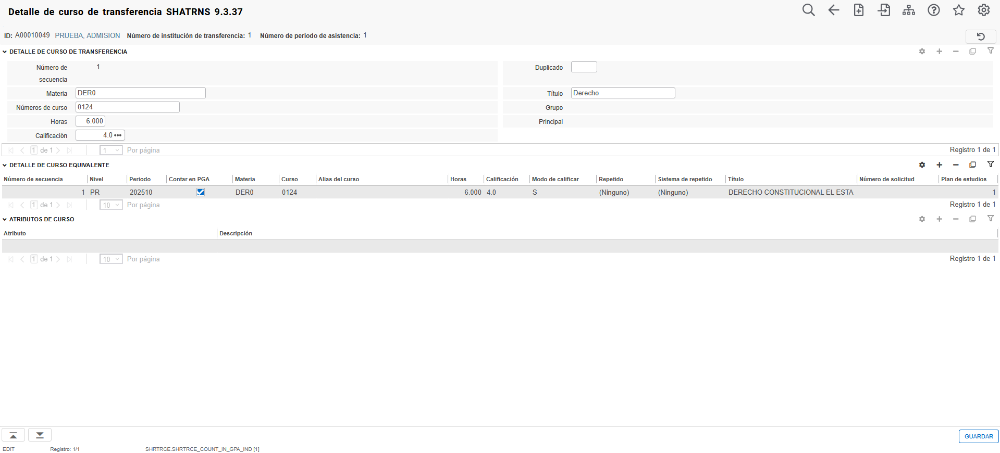 Detalle de curso de transferencia SHATRNS 9.3.37
ID: A00010049 PRUEBA, ADMISION Número de institución de transferencia: 1 Número de periodo de asistencia: 1
DETALLE DE CURSO DE TRANSFERENCIA
Número de secuencia 1 Duplicado
Materia DER0 Título Derecho
Números de curso 0124 Grupo
Horas 6.000 Principal
Calificación 4.0
1 de 1 1 Por página Registro 1 de 1
DETALLE DE CURSO EQUIVALENTE
Número de secuencia Nivel Periodo Contar en PGA Materia Curso Alias del curso Horas Calificación Modo de calificar Repetido Sistema de repetido Título Número de solicitud Plan de estudios
1 PR 202510 DER0 0124 6.000 4.0 S (Ninguno) (Ninguno) DERECHO CONSTITUCIONAL EL ESTA 1
1 de 1 10 Por página Registro 1 de 1
ATRIBUTOS DE CURSO
Atributo Descripción
1 de 1 10 Por página Registro 1 de 1
GUARDAR
EDIT Registro: 1/1 SHRTRCE.SHRTRCE_COUNT_IN_GPA_IND [1]